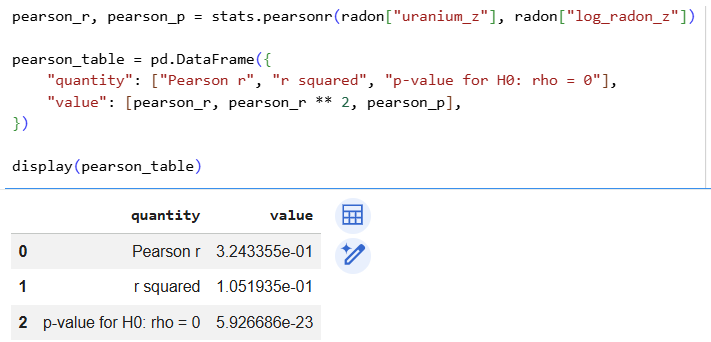 pearson_r, pearson_p = stats.pearsonr(radon["uranium_z"], radon["log_radon_z"])
pearson_table = pd.DataFrame({
    "quantity": ["Pearson r", "r squared", "p-value for H0: rho = 0"],
    "value": [pearson_r, pearson_r ** 2, pearson_p],
})
display(pearson_table)
quantity value
0 Pearson r 3.243355e-01
1 r squared 1.051935e-01
2 p-value for H0: rho = 0 5.926686e-23